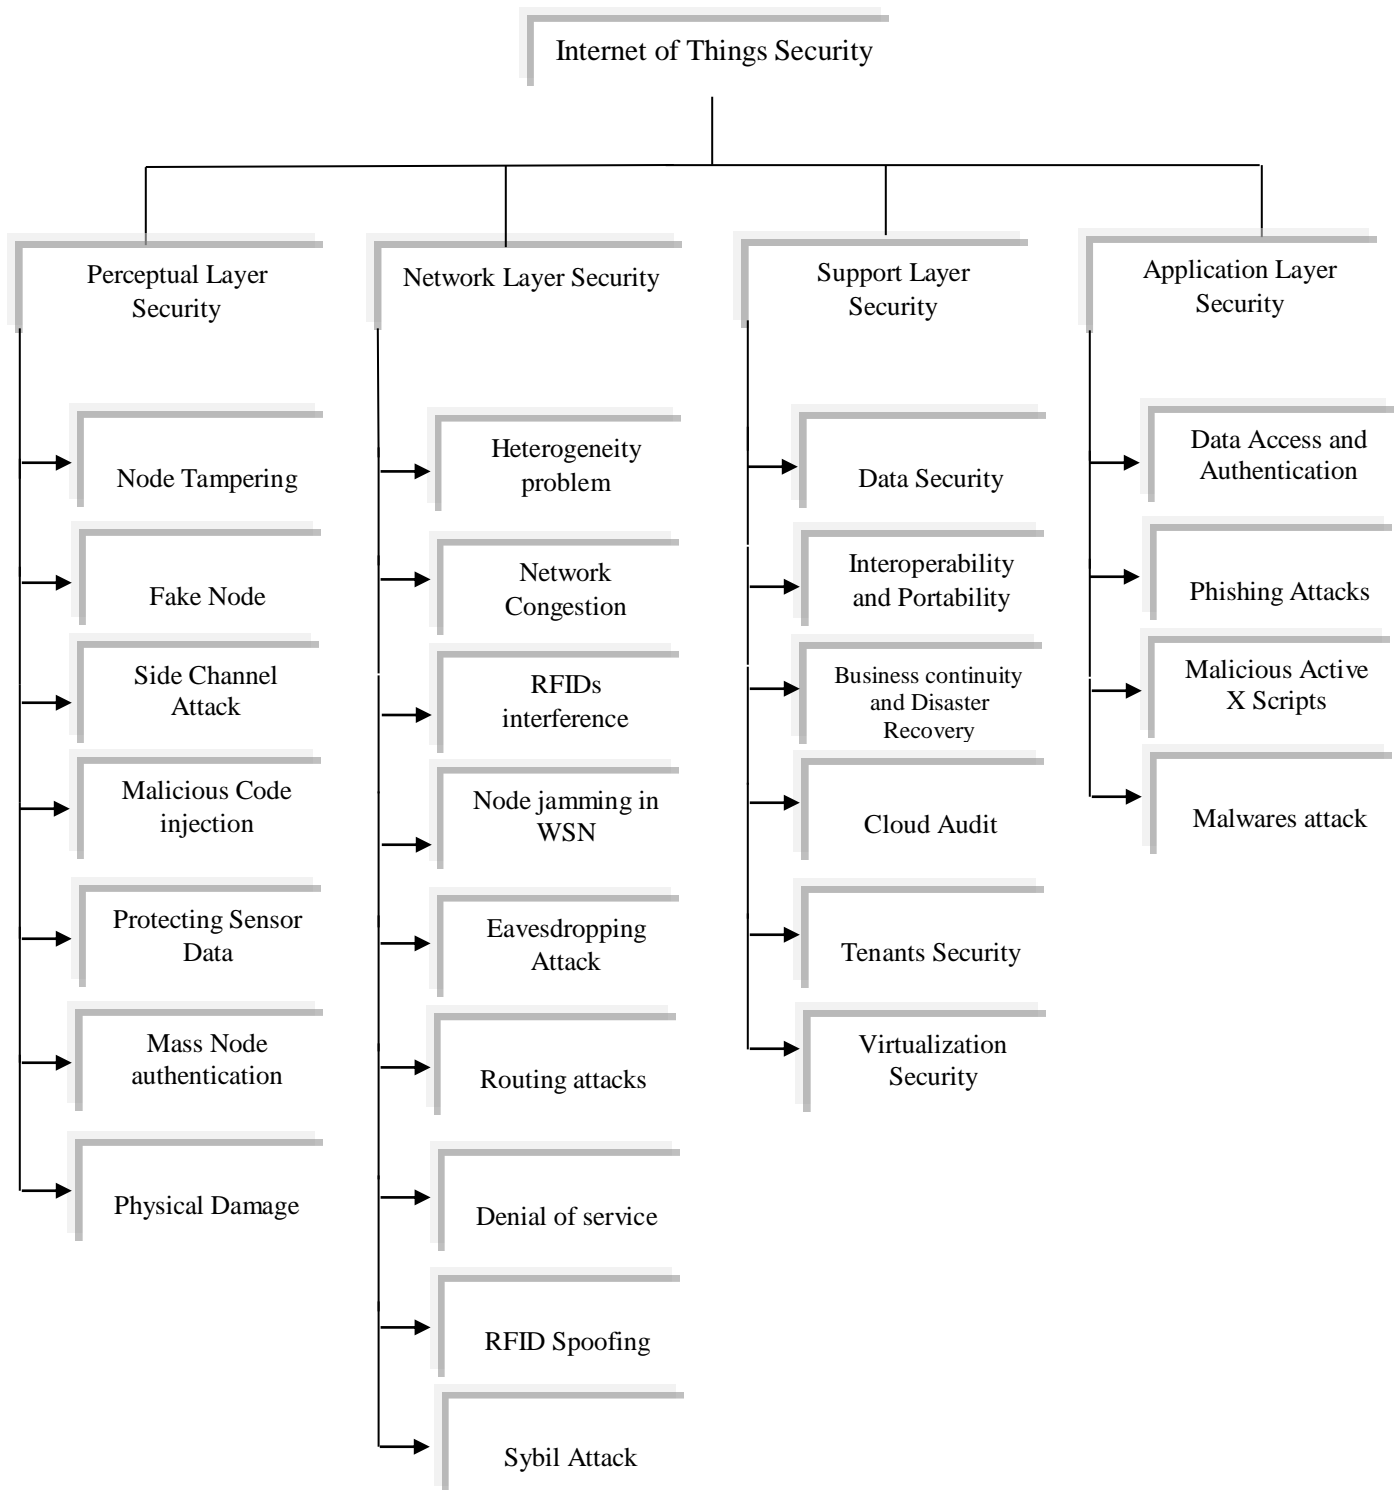 Internet of Things Security
Perceptual Layer
Security
Node Tampering
Fake Node
Side Channel
Attack
Malicious Code
injection
Protecting Sensor
Data
Mass Node
authentication
Physical Damage
Network Layer Security
Heterogeneity
problem
Network
Congestion
RFIDs
interference
Node jamming in
WSN
Eavesdropping
Attack
Routing attacks
Denial of service
RFID Spoofing
Sybil Attack
Support Layer
Security
Data Security
Interoperability
and Portability
Business continuity
and Disaster
Recovery
Cloud Audit
Tenants Security
Virtualization
Security
Application Layer
Security
Data Access and
Authentication
Phishing Attacks
Malicious Active
X Scripts
Malwares attack